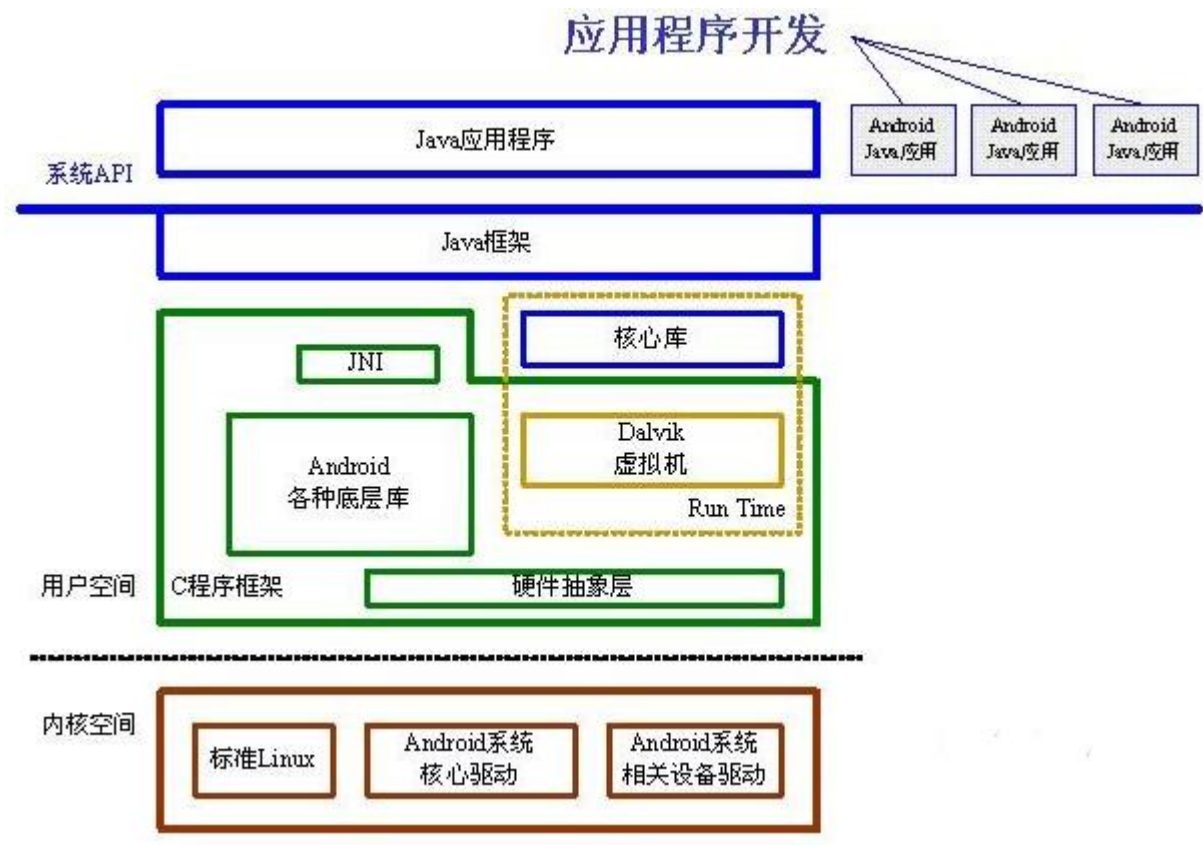 应用程序开发
Java应用程序
Android
Java应用
Android
Java应用
Android
Java应用
系统API
Java框架
核心库
JNI
Dalvik
虚拟机
Android
各种底层库
Run Time
用户空间
C程序框架
硬件抽象层
内核空间
标准Linux
Android系统
核心驱动
Android系统
相关设备驱动